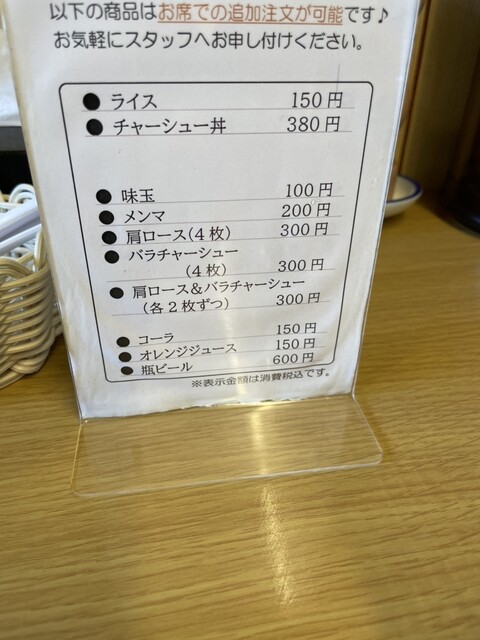 以下の商品はお席での追加注文が可能です♪
お気軽にスタッフへお申し付けください。
● ライス 150円
● チャーシュー丼 380円
● 味玉 100円
● メンマ 200円
● 肩ロース(4枚) 300円
● バラチャーシュー
(4枚) 300円
● 肩ロース&バラチャーシュー
(各2枚ずつ) 300円
● コーラ 150円
● オレンジジュース 150円
● 瓶ビール 600円
※表示金額は消費税込です。